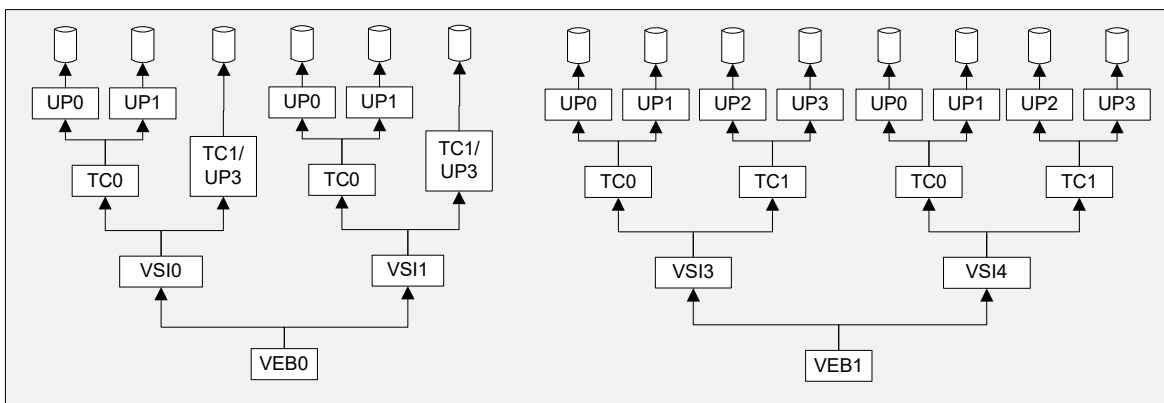 UP0 UP1 UP0 UP1 UP0 UP1 UP2 UP3 UP0 UP1 UP2 UP3
TC1/ TC1/
UP3 UP3
TC0 TC0 TC0 TC1 TC0 TC1
VSI0 VSI1 VSI3 VSI4
VEB0 VEB1